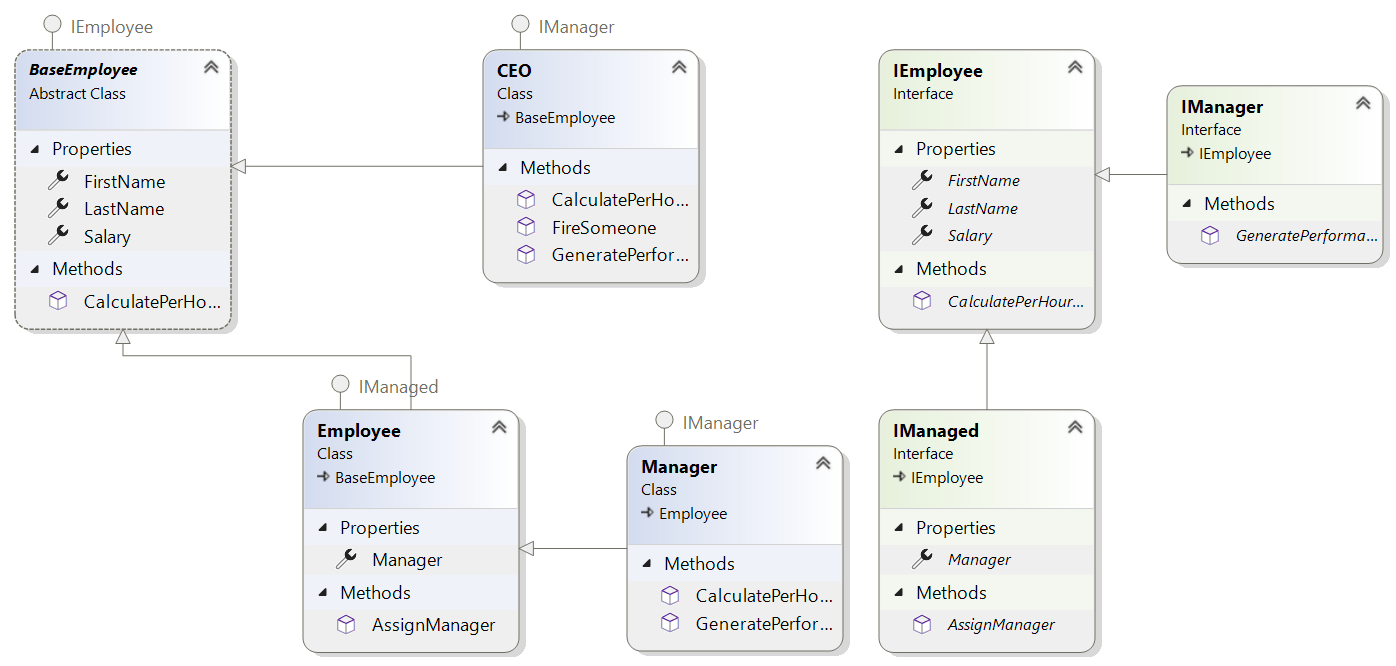 IEmployee
BaseEmployee
Abstract Class
Properties
FirstName
LastName
Salary
Methods
CalculatePerHo...
IManager
CEO
Class
BaseEmployee
Methods
CalculatePerHo...
FireSomeone
GeneratePerfor...
IEmployee
Interface
Properties
FirstName
LastName
Salary
Methods
CalculatePerHour...
IManager
Interface
IEmployee
Methods
GeneratePerforma...
IManaged
Employee
Class
BaseEmployee
Properties
Manager
Methods
AssignManager
IManager
Manager
Class
Employee
Methods
CalculatePerHo...
GeneratePerfor...
IManaged
Interface
IEmployee
Properties
Manager
Methods
AssignManager